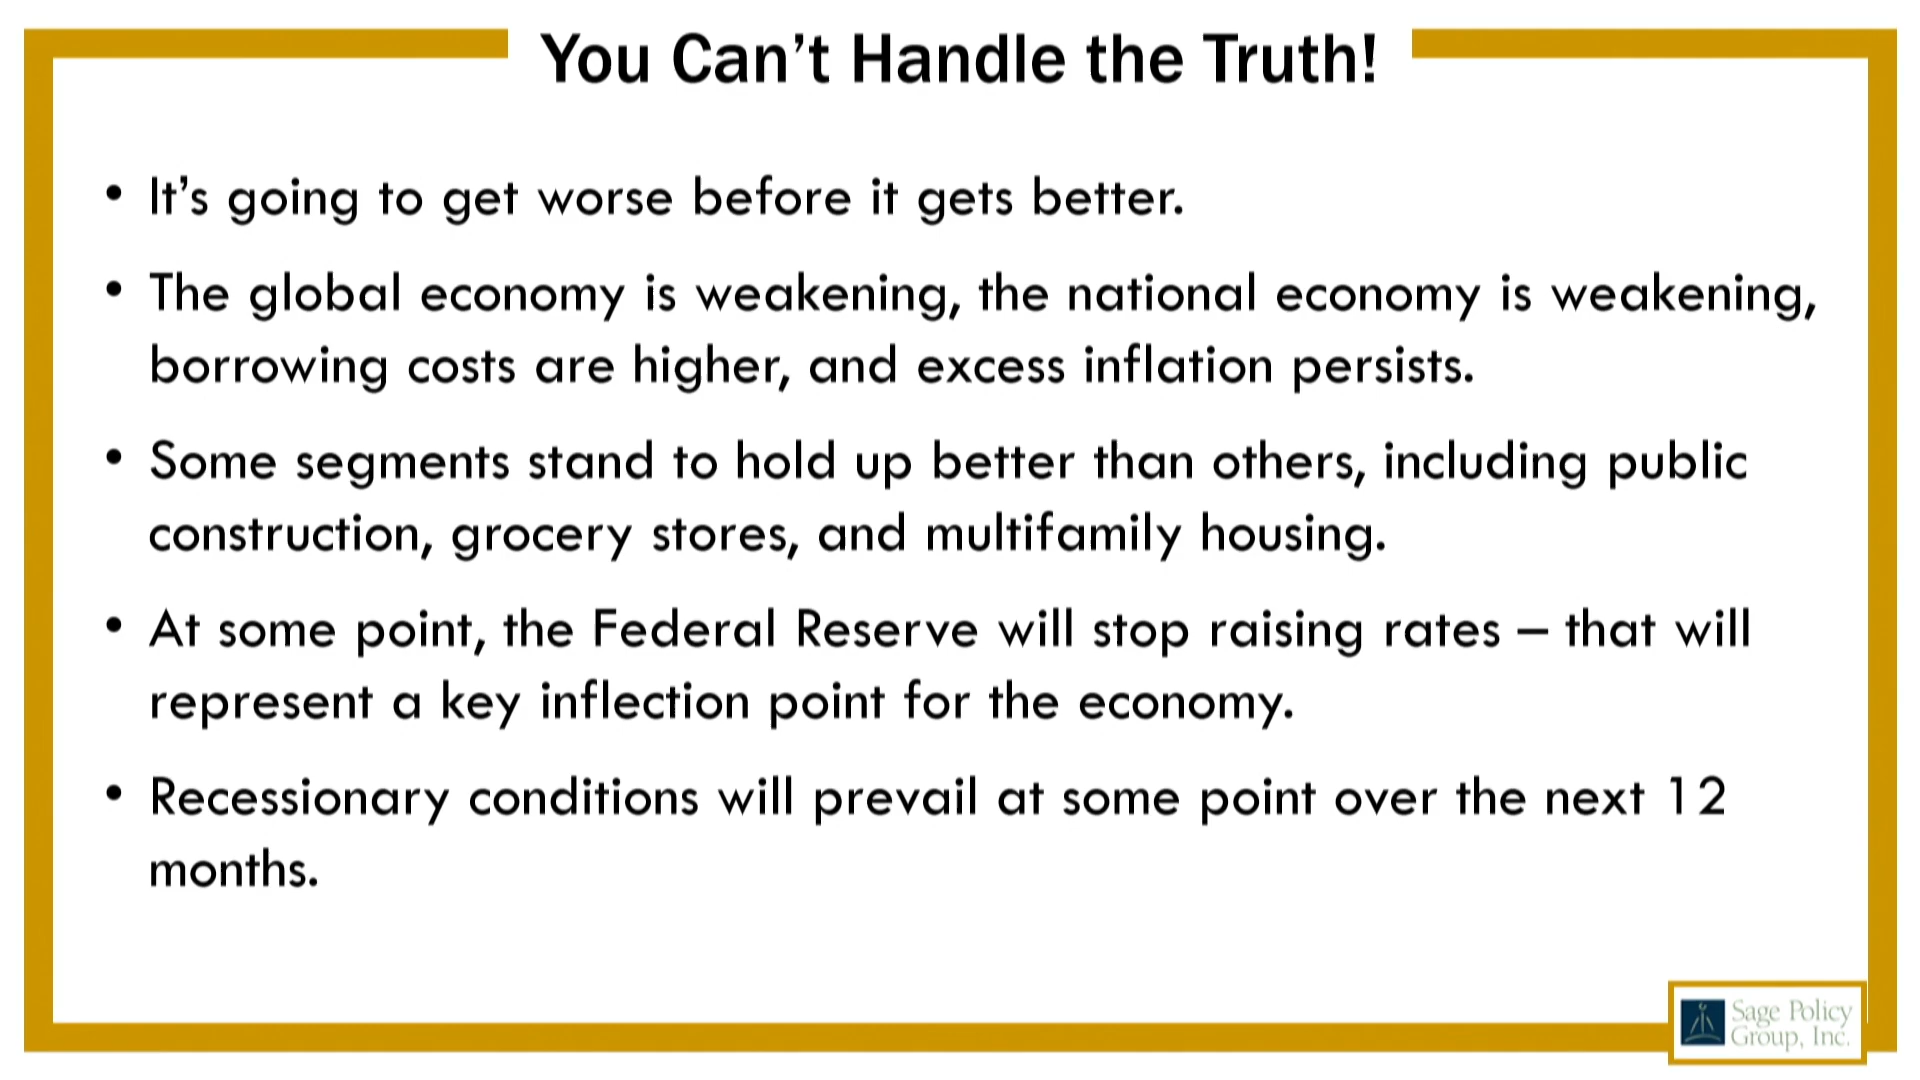 You Can’t Handle the Truth!
• It’s going to get worse before it gets better.
• The global economy is weakening, the national economy is weakening,
borrowing costs are higher, and excess inflation persists.
• Some segments stand to hold up better than others, including public
construction, grocery stores, and multifamily housing.
• At some point, the Federal Reserve will stop raising rates – that will
represent a key inflection point for the economy.
• Recessionary conditions will prevail at some point over the next 12
months.
Sage Policy
Group, Inc.